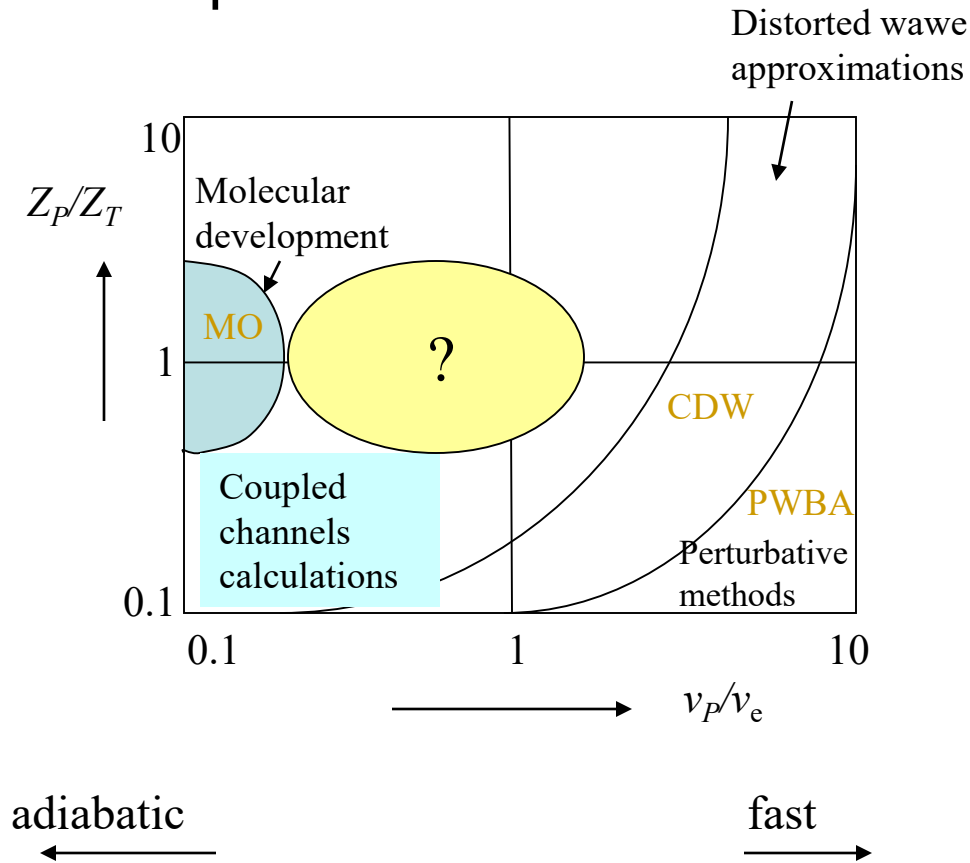 Distorted wawe
approximations
10
Z_P/Z_T
Molecular
development
MO
?
1
CDW
Coupled
channels
calculations
PWBA
Perturbative
methods
0.1
0.1
1
10
v_P/v_e
adiabatic
fast